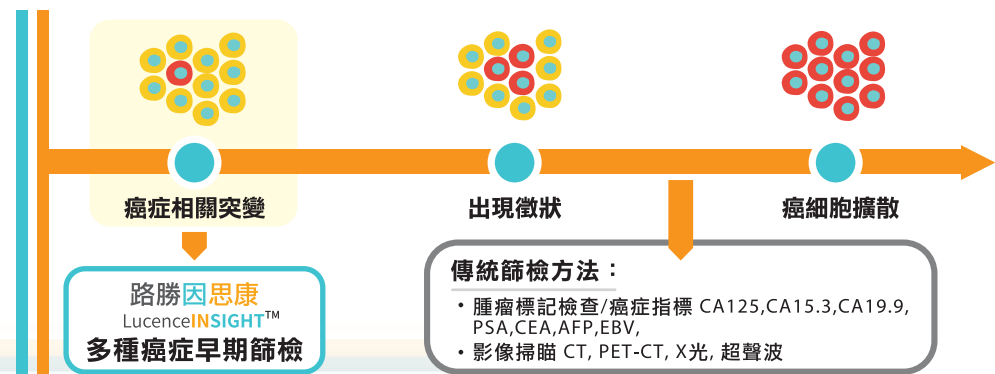 癌症相關突變
出現徵狀
癌細胞擴散
路勝因思康
LucenceINSIGHT™
多種癌症早期篩檢
傳統篩檢方法：
• 腫瘤標記檢查/癌症指標 CA125,CA15.3,CA19.9,
PSA,CEA,AFP,EBV,
• 影像掃瞄 CT, PET-CT, X光, 超聲波